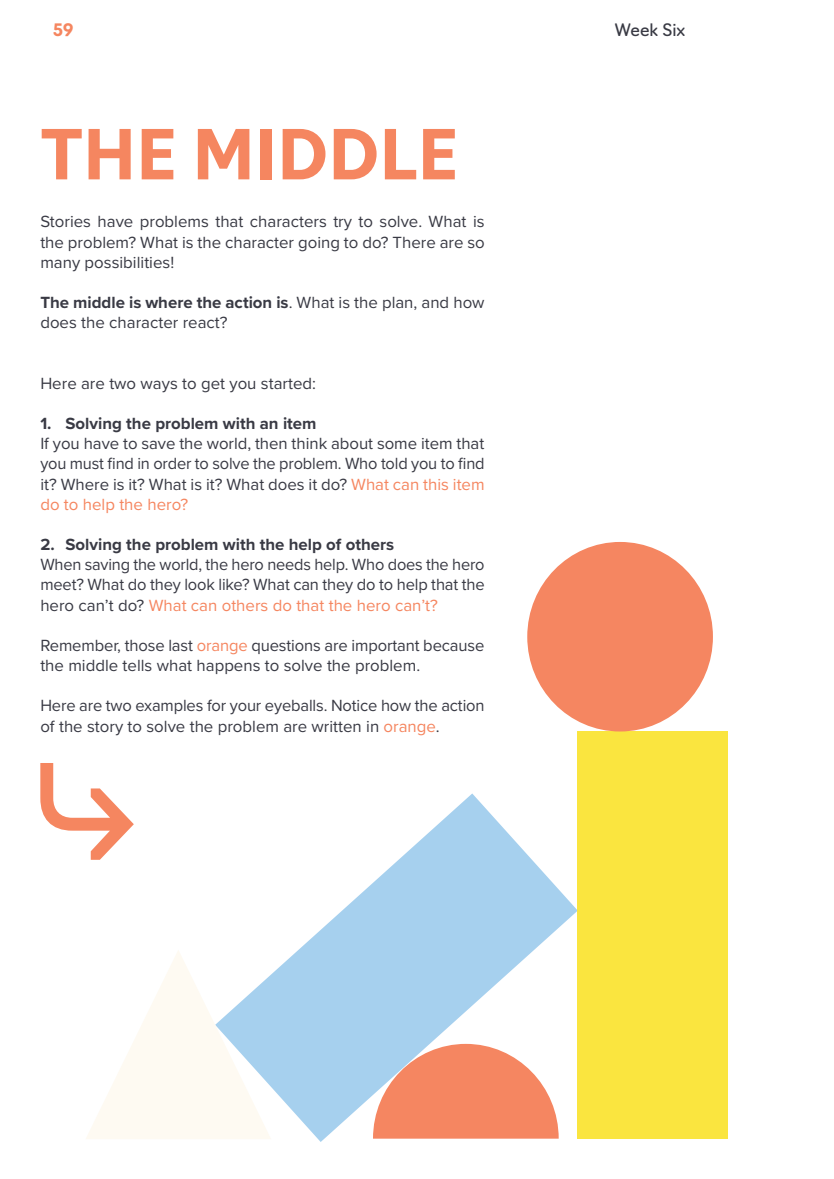 59
Week Six
THE MIDDLE
Stories have problems that characters try to solve. What is
the problem? What is the character going to do? There are so
many possibilities!
The middle is where the action is. What is the plan, and how
does the character react?
Here are two ways to get you started:
1. Solving the problem with an item
If you have to save the world, then think about some item that
you must find in order to solve the problem. Who told you to find
it? Where is it? What is it? What does it do? What can this item
do to help the hero?
2. Solving the problem with the help of others
When saving the world, the hero needs help. Who does the hero
meet? What do they look like? What can they do to help that the
hero can’t do? What can others do that the hero can’t?
Remember, those last orange questions are important because
the middle tells what happens to solve the problem.
Here are two examples for your eyeballs. Notice how the action
of the story to solve the problem are written in orange.